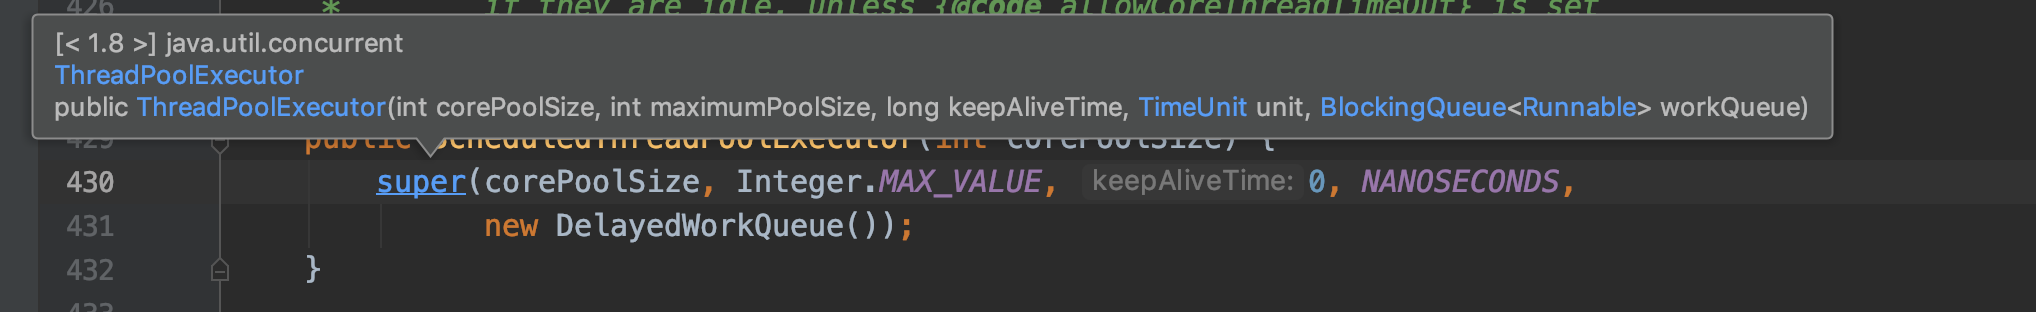 426 * if they are idle, unless {@code allowCoreThreadTimeOut} is set
[< 1.8 >] java.util.concurrent
ThreadPoolExecutor
public ThreadPoolExecutor(int corePoolSize, int maximumPoolSize, long keepAliveTime, TimeUnit unit, BlockingQueue<Runnable> workQueue)
429 public ScheduledThreadPoolExecutor(int corePoolSize) {
430 super(corePoolSize, Integer.MAX_VALUE, keepAliveTime: 0, NANOSECONDS,
431 new DelayedWorkQueue());
432 }
433